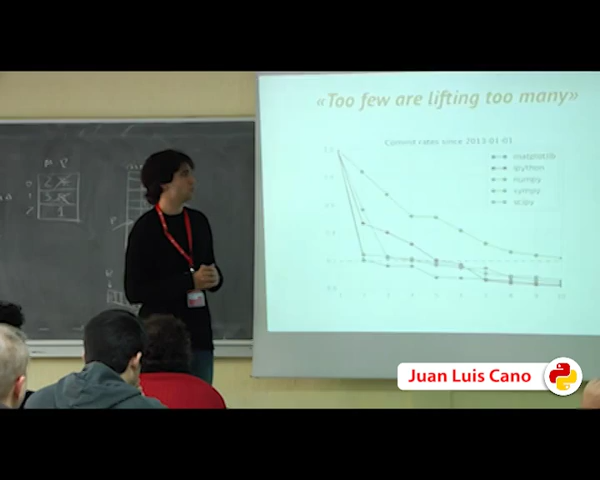 «Too few are lifting too many»
Commit rates since 2013-01-01
matplotlib
ipython
numpy
sympy
scipy
Juan Luis Cano